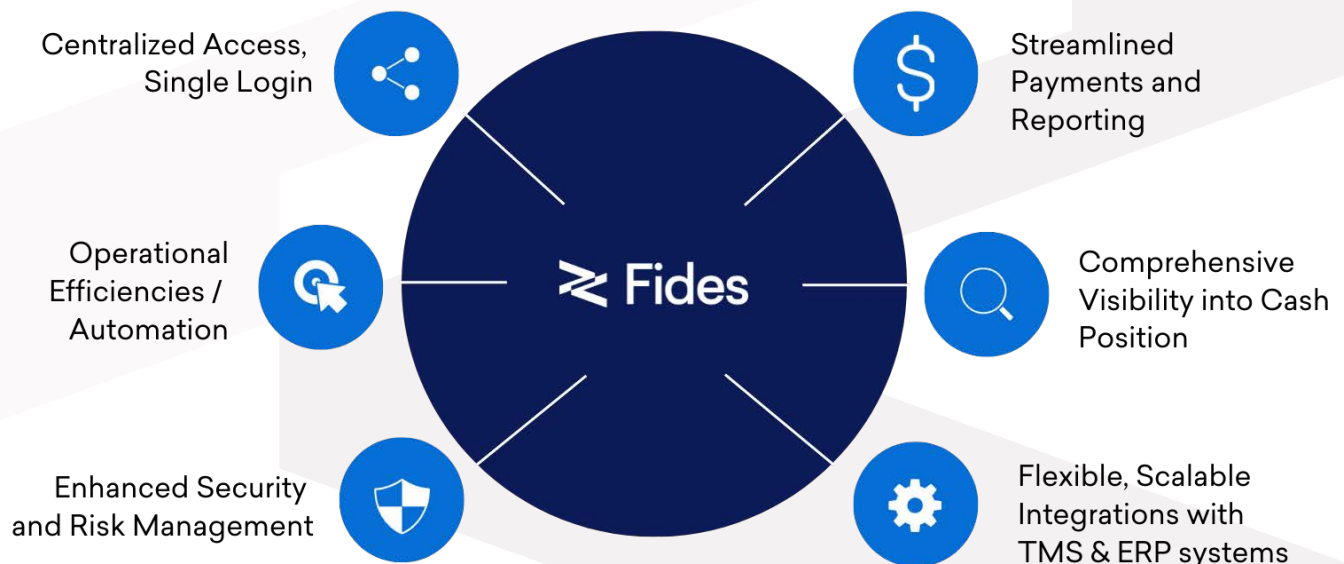 Centralized Access,
Single Login
Streamlined
Payments and
Reporting
Operational
Efficiencies /
Automation
Fides
Comprehensive
Visibility into Cash
Position
Enhanced Security
and Risk Management
Flexible, Scalable
Integrations with
TMS & ERP systems